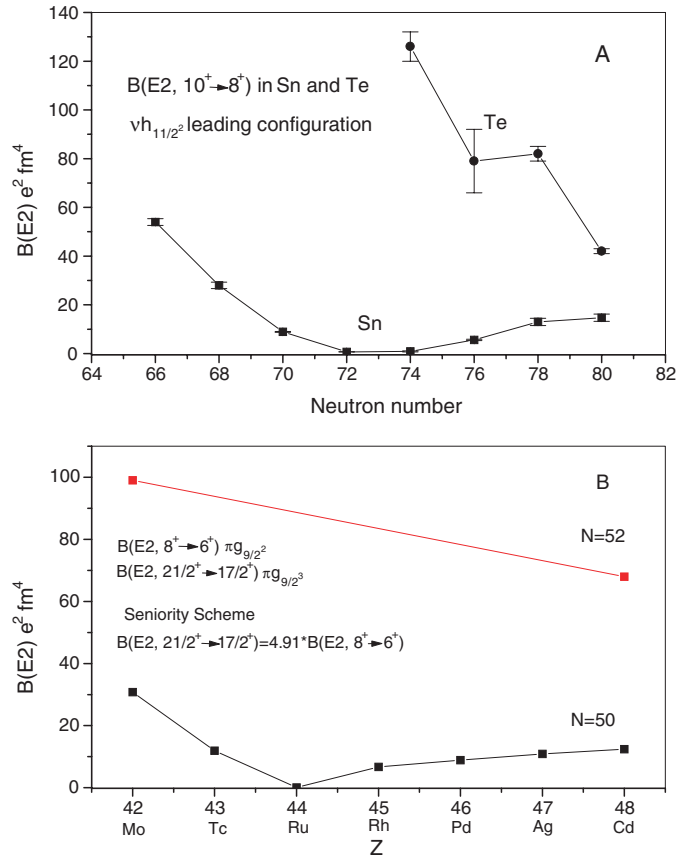 140
120
100
80
60
40
20
0
A
B(E2, 10⁺→8⁺) in Sn and Te
νh₁₁/₂² leading configuration
Te
Sn
B(E2) e² fm⁴
64 66 68 70 72 74 76 78 80 82
Neutron number
100
80
60
40
20
0
B
N=52
B(E2, 8⁺→6⁺) πg₉/₂²
B(E2, 21/2⁺→17/2⁺) πg₉/₂³
Seniority Scheme
B(E2, 21/2⁺→17/2⁺)=4.91*B(E2, 8⁺→6⁺)
N=50
B(E2) e² fm⁴
42 43 44 45 46 47 48
Mo Tc Ru Rh Pd Ag Cd
Z